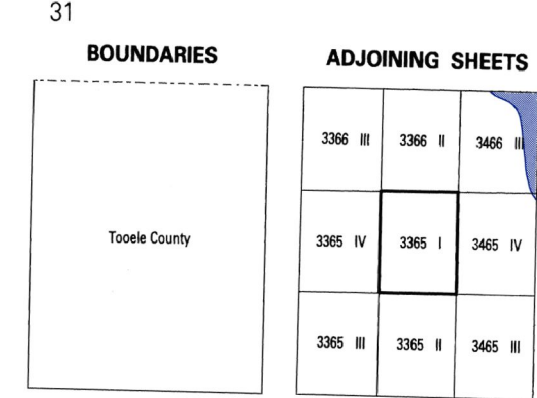 31
BOUNDARIES
ADJOINING SHEETS
3366 III
3366 II
3466 III
Tooele County
3365 IV
3365 I
3465 IV
3365 III
3365 II
3465 III